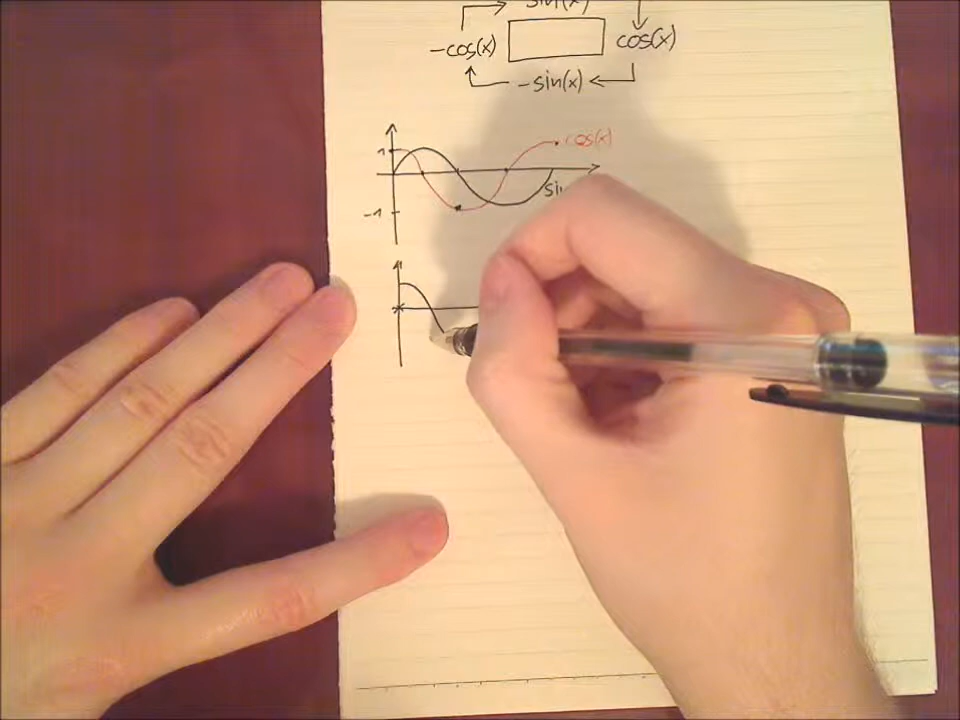 sin(x)
-cos(x) cos(x)
-sin(x)
1 cos(x)
-1